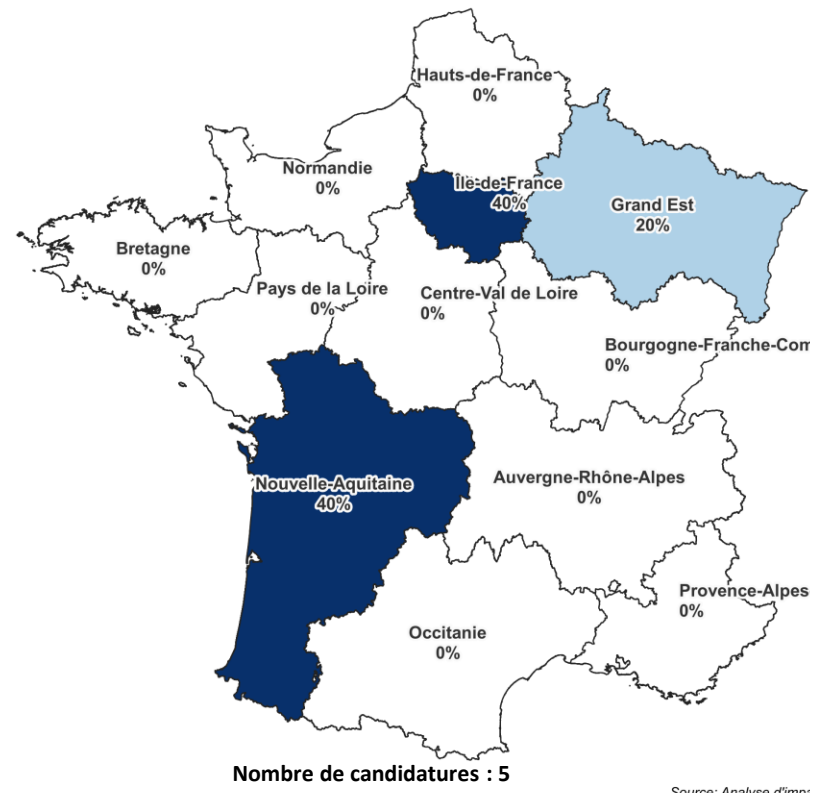 Hauts-de-France
0%
Normandie
0%
Île-de-France
40%
Grand Est
20%
Bretagne
0%
Pays de la Loire
0%
Centre-Val de Loire
0%
Bourgogne-Franche-Com
0%
Nouvelle-Aquitaine
40%
Auvergne-Rhône-Alpes
0%
Provence-Alpes
0%
Occitanie
0%
Nombre de candidatures : 5
Source: Analyse d'impa